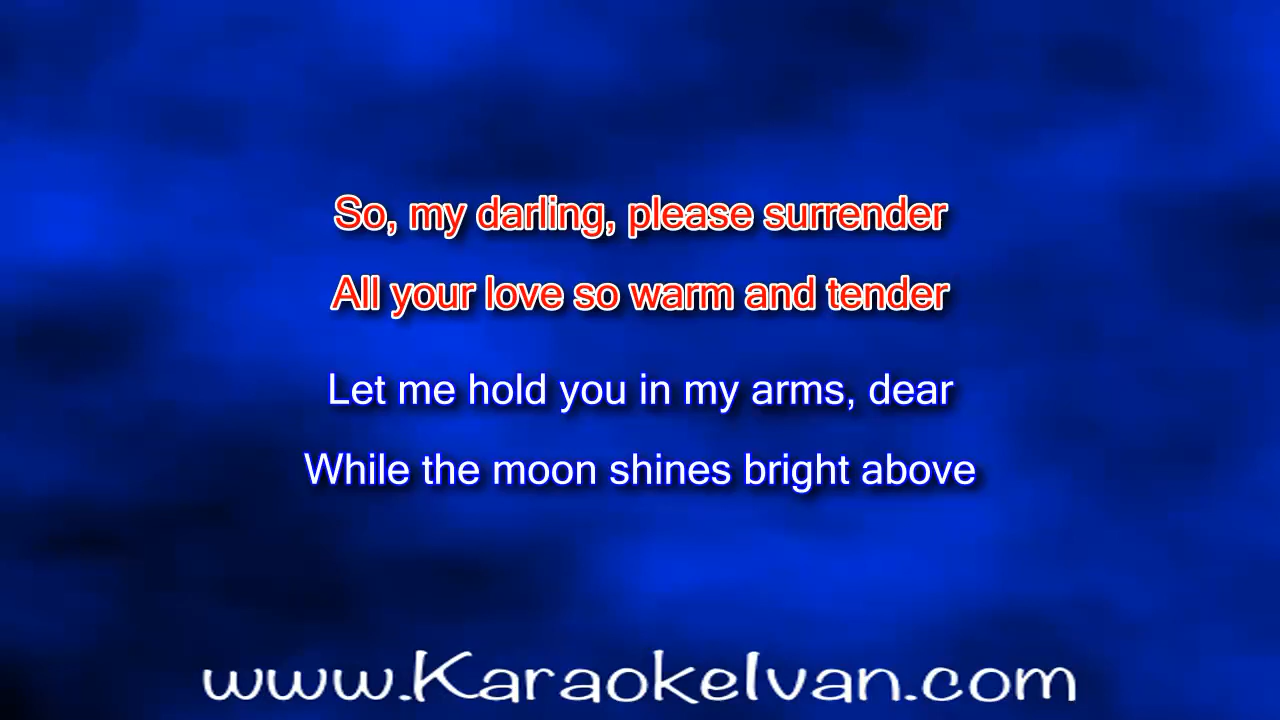 So, my darling, please surrender
All your love so warm and tender
Let me hold you in my arms, dear
While the moon shines bright above
www.KaraokeIvan.com